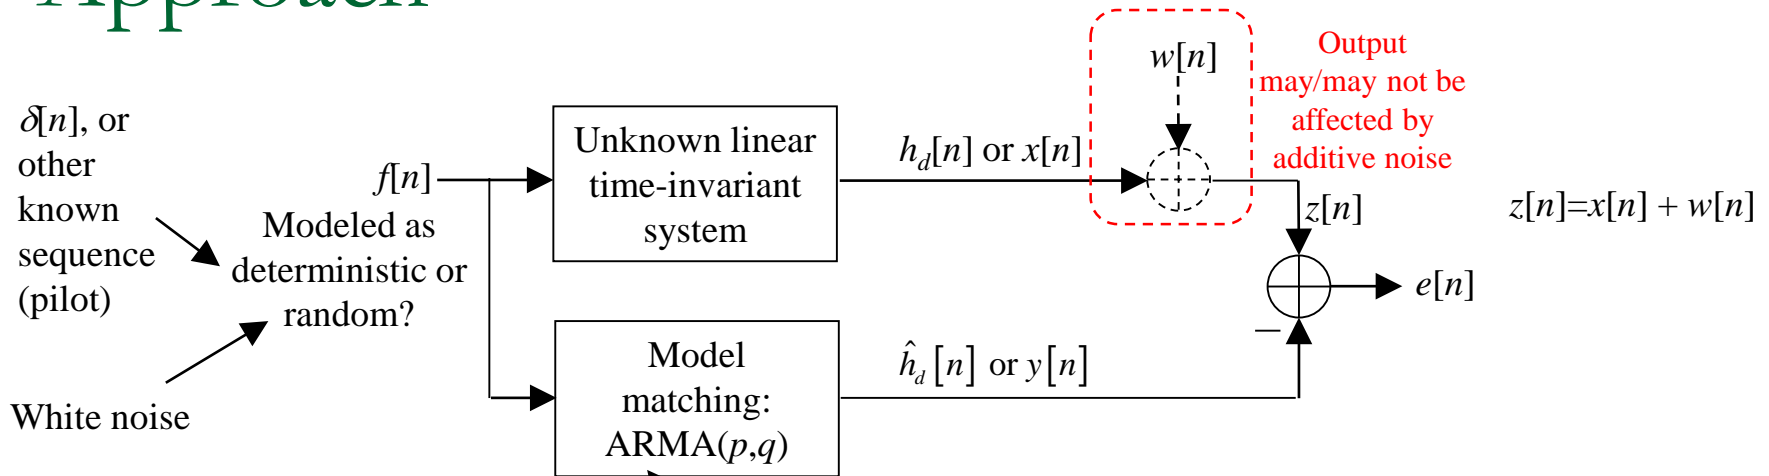 Approach
δ[n], or
other
known
sequence
(pilot)
White noise
f[n]
Modeled as
deterministic or
random?
Unknown linear
time-invariant
system
h_d[n] or x[n]
w[n]
Output
may/may not be
affected by
additive noise
z[n]
z[n]=x[n] + w[n]
e[n]
−
Model
matching:
ARMA(p,q)
ĥ_d[n] or y[n]